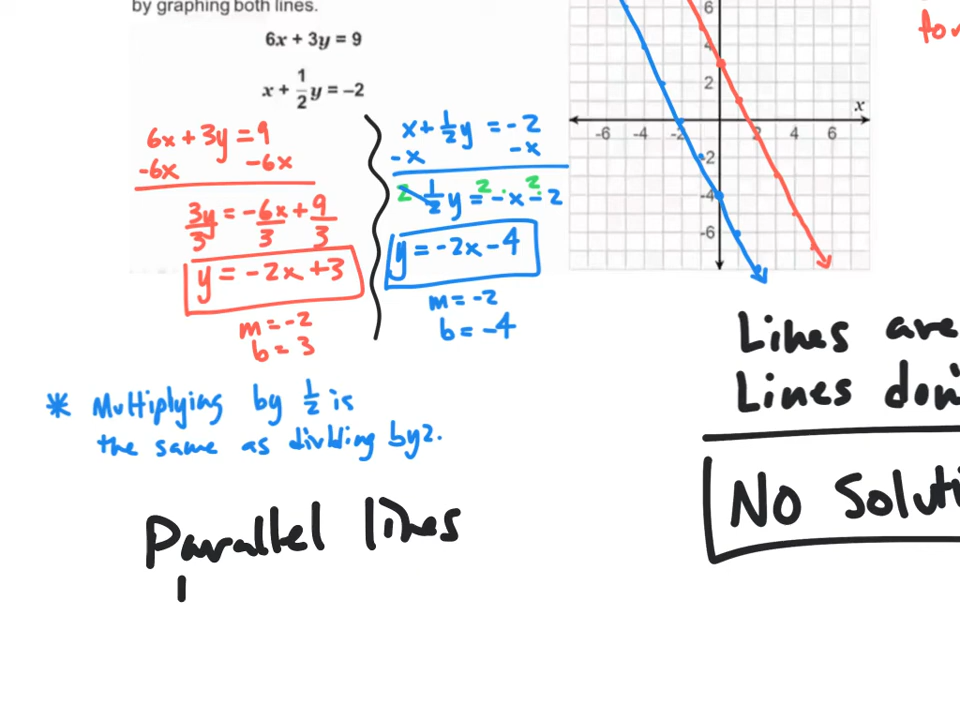 by graphing both lines.
6x + 3y = 9
x + 1/2 y = -2
6x + 3y = 9
-6x -6x
3y/3 = -6x/3 + 9/3
y = -2x + 3
m = -2
b = 3
x + 1/2 y = -2
-x -x
2 · 1/2 y = 2 · -x 2 · - 2
y = -2x - 4
m = -2
b = -4
* Multiplying by 1/2 is
the same as dividing by 2.
Parallel lines
6
4
2
x
-6 -4 -2 2 4 6
-2
-4
-6
Lines are
Lines don'
No Soluti